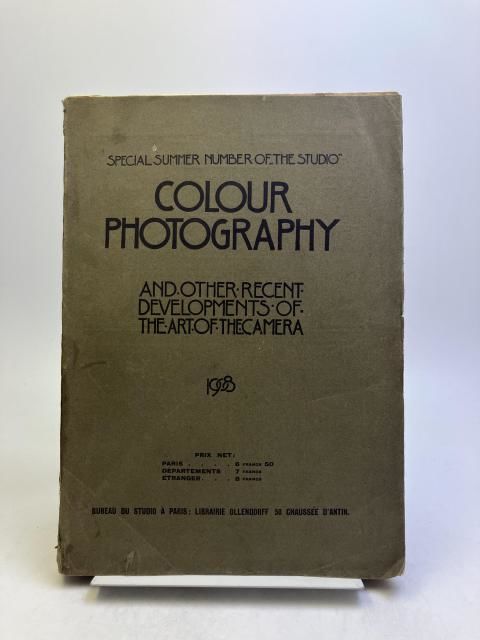 SPECIAL SUMMER NUMBER OF "THE STUDIO"
COLOUR
PHOTOGRAPHY
AND·OTHER·RECENT
DEVELOPMENTS·OF·
THE·ART·OF·THE CAMERA
1908
PRIX NET:
PARIS . . . . 6 FRANCS 50
DÉPARTEMENTS 7 FRANCS
ÉTRANGER . . . 8 FRANCS
BUREAU DU STUDIO À PARIS: LIBRAIRIE OLLENDORFF 50 CHAUSSÉE D'ANTIN.